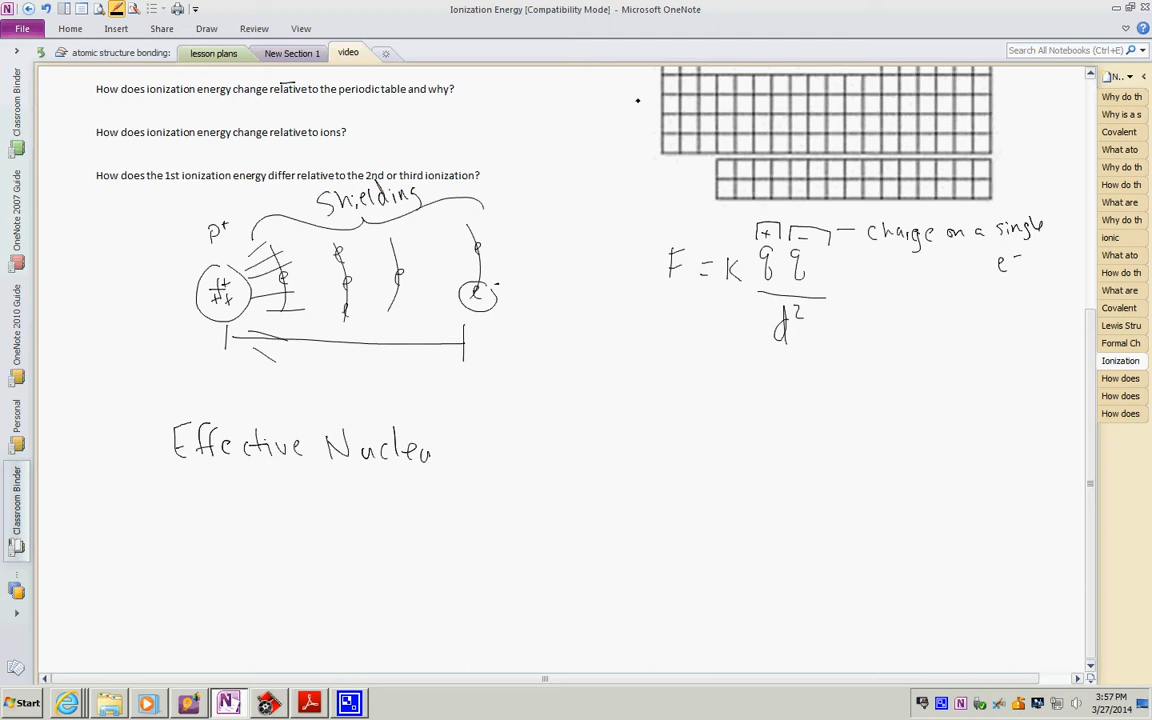 Ionization Energy [Compatibility Mode] - Microsoft OneNote
File Home Insert Share Draw Review View
atomic structure bonding: lesson plans New Section 1 video
Search All Notebooks (Ctrl+E)
N..
Classroom Binder
OneNote 2007 Guide
OneNote 2010 Guide
Personal
Classroom Binder
How does ionization energy change relative to the periodic table and why?
How does ionization energy change relative to ions?
How does the 1st ionization energy differ relative to the 2nd or third ionization?
Shielding
P+
++
++
e e e e e e e e-
+ - — charge on a single
e-
F = K q q
d²
Effective Nuclea
Why do th
Why is a s
Covalent
What ato
Why do th
How do th
What are
Why do th
ionic
What ato
How do th
What are
Covalent
Lewis Stru
Formal Ch
Ionization
How does
How does
How does
Start
3:57 PM
3/27/2014